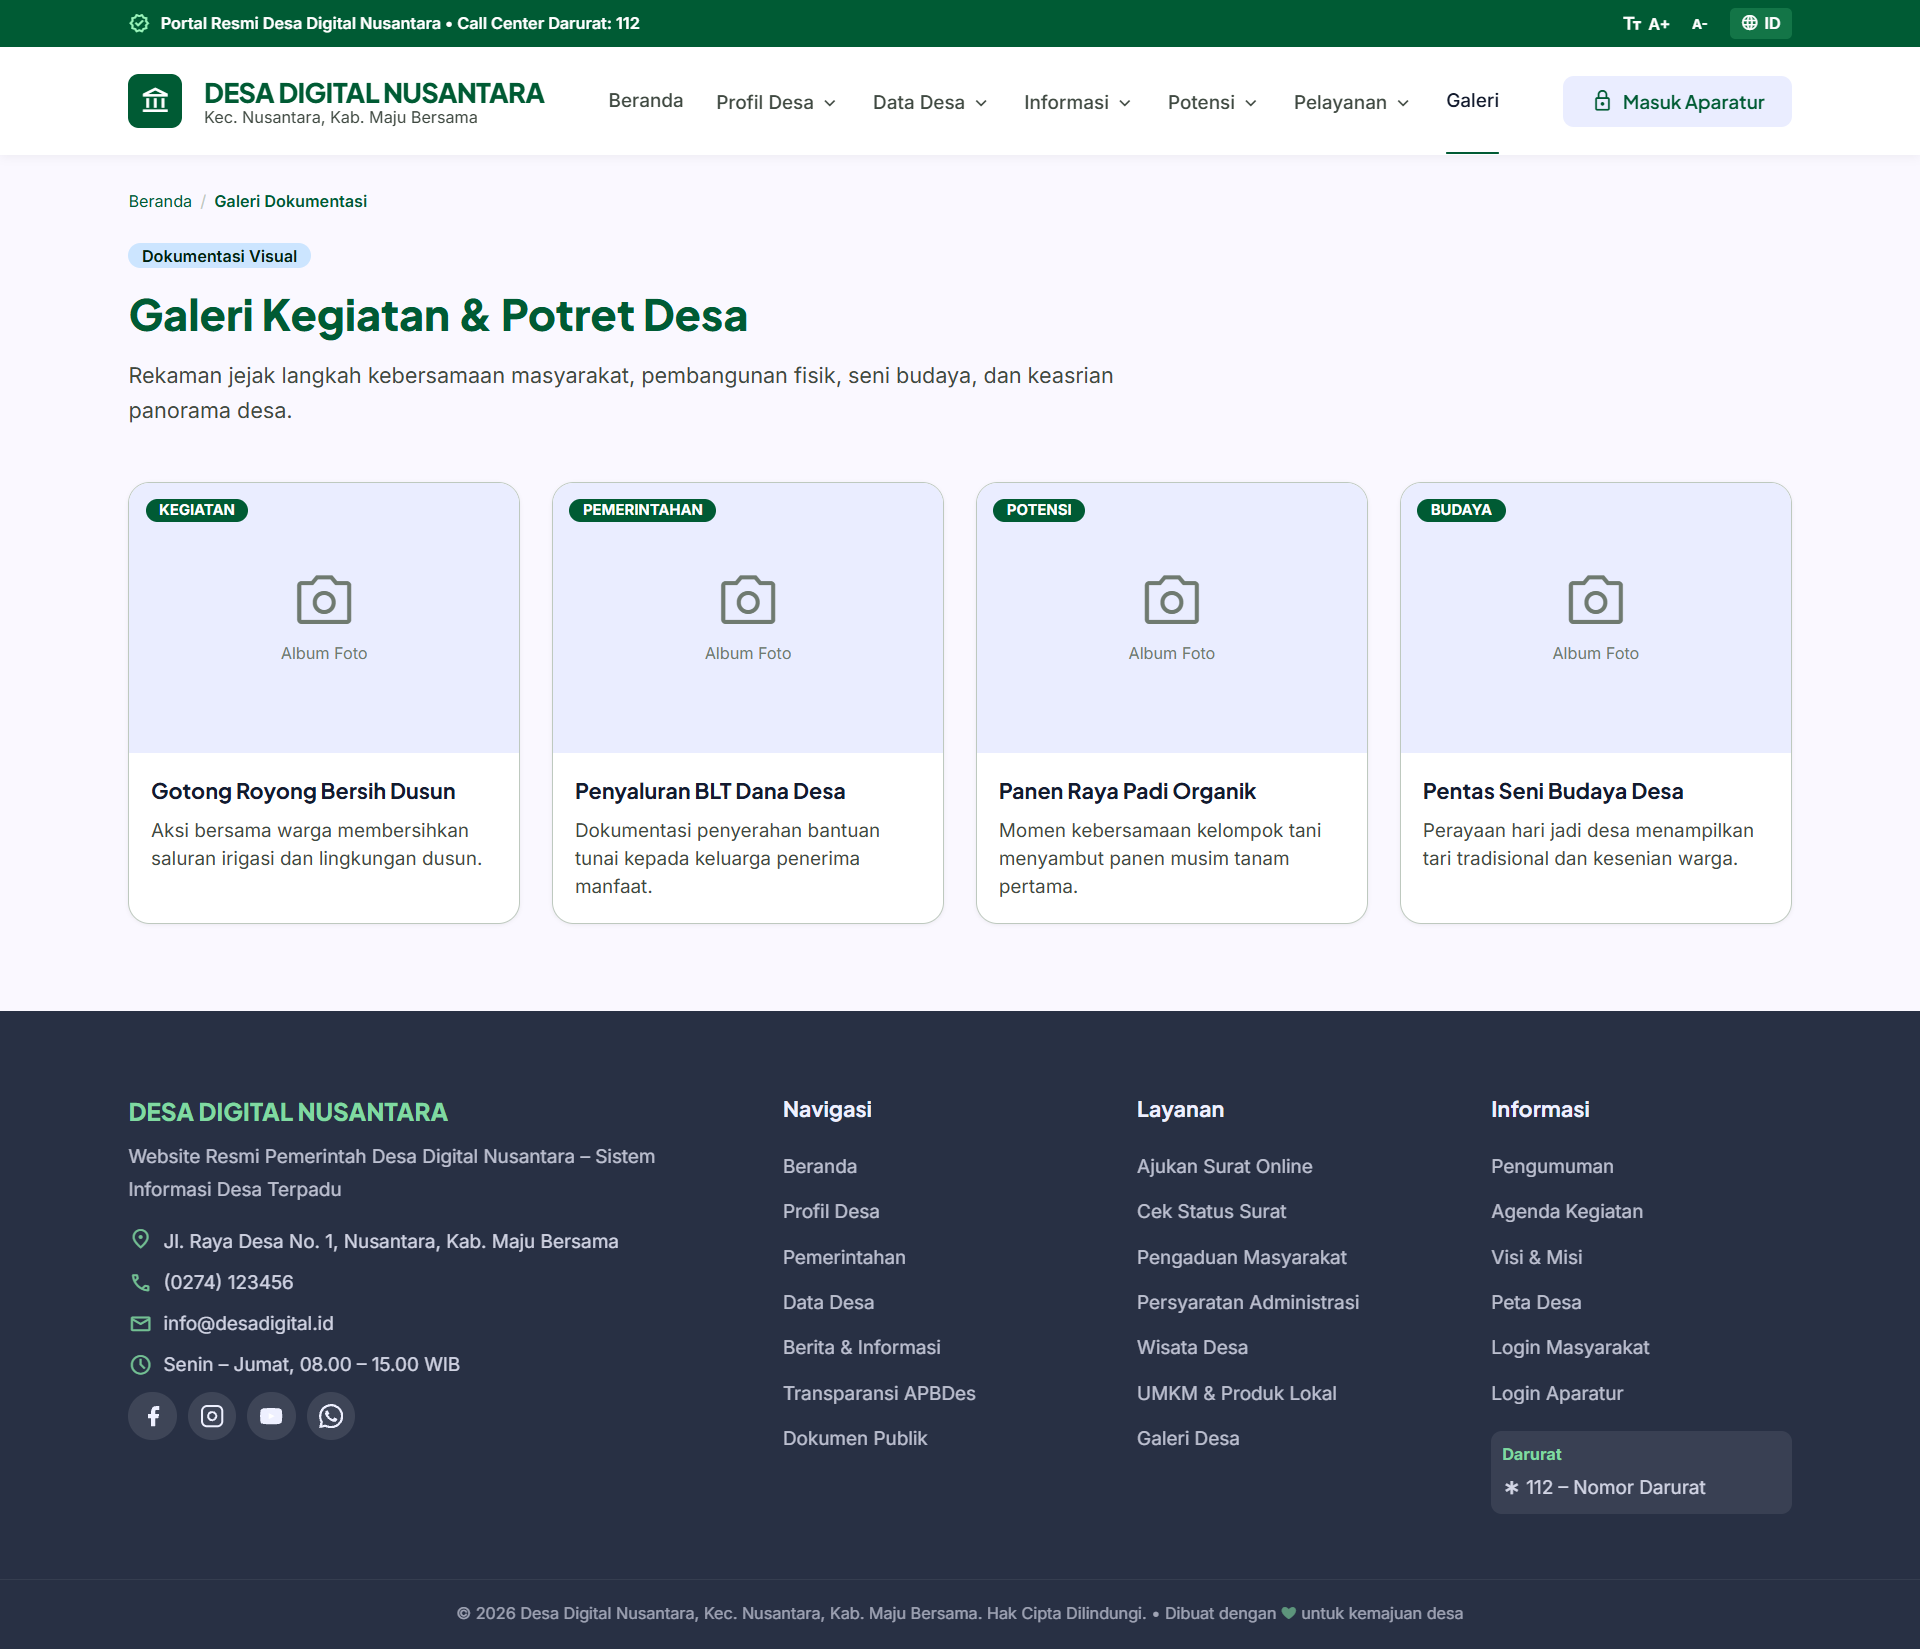 Portal Resmi Desa Digital Nusantara • Call Center Darurat: 112
Tт A+ A- ID
DESA DIGITAL NUSANTARA
Kec. Nusantara, Kab. Maju Bersama
Beranda Profil Desa Data Desa Informasi Potensi Pelayanan Galeri
Masuk Aparatur
Beranda / Galeri Dokumentasi
Dokumentasi Visual
Galeri Kegiatan & Potret Desa
Rekaman jejak langkah kebersamaan masyarakat, pembangunan fisik, seni budaya, dan keasrian
panorama desa.
KEGIATAN
Album Foto
Gotong Royong Bersih Dusun
Aksi bersama warga membersihkan
saluran irigasi dan lingkungan dusun.
PEMERINTAHAN
Album Foto
Penyaluran BLT Dana Desa
Dokumentasi penyerahan bantuan
tunai kepada keluarga penerima
manfaat.
POTENSI
Album Foto
Panen Raya Padi Organik
Momen kebersamaan kelompok tani
menyambut panen musim tanam
pertama.
BUDAYA
Album Foto
Pentas Seni Budaya Desa
Perayaan hari jadi desa menampilkan
tari tradisional dan kesenian warga.
DESA DIGITAL NUSANTARA
Website Resmi Pemerintah Desa Digital Nusantara – Sistem
Informasi Desa Terpadu
Jl. Raya Desa No. 1, Nusantara, Kab. Maju Bersama
(0274) 123456
info@desadigital.id
Senin – Jumat, 08.00 – 15.00 WIB
Navigasi
Beranda
Profil Desa
Pemerintahan
Data Desa
Berita & Informasi
Transparansi APBDes
Dokumen Publik
Layanan
Ajukan Surat Online
Cek Status Surat
Pengaduan Masyarakat
Persyaratan Administrasi
Wisata Desa
UMKM & Produk Lokal
Galeri Desa
Informasi
Pengumuman
Agenda Kegiatan
Visi & Misi
Peta Desa
Login Masyarakat
Login Aparatur
Darurat
112 – Nomor Darurat
© 2026 Desa Digital Nusantara, Kec. Nusantara, Kab. Maju Bersama. Hak Cipta Dilindungi. • Dibuat dengan ♥ untuk kemajuan desa